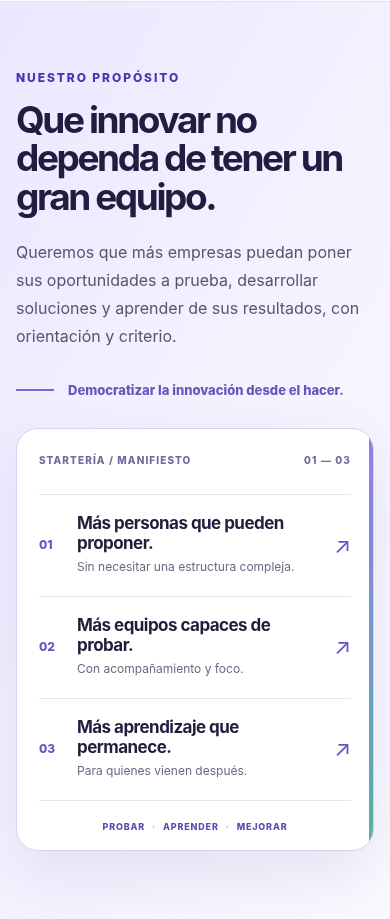 NUESTRO PROPÓSITO
Que innovar no
dependa de tener un
gran equipo.
Queremos que más empresas puedan poner
sus oportunidades a prueba, desarrollar
soluciones y aprender de sus resultados, con
orientación y criterio.
Democratizar la innovación desde el hacer.
STARTERÍA / MANIFIESTO 01 — 03
01 Más personas que pueden
proponer.
Sin necesitar una estructura compleja.
02 Más equipos capaces de
probar.
Con acompañamiento y foco.
03 Más aprendizaje que
permanece.
Para quienes vienen después.
PROBAR · APRENDER · MEJORAR